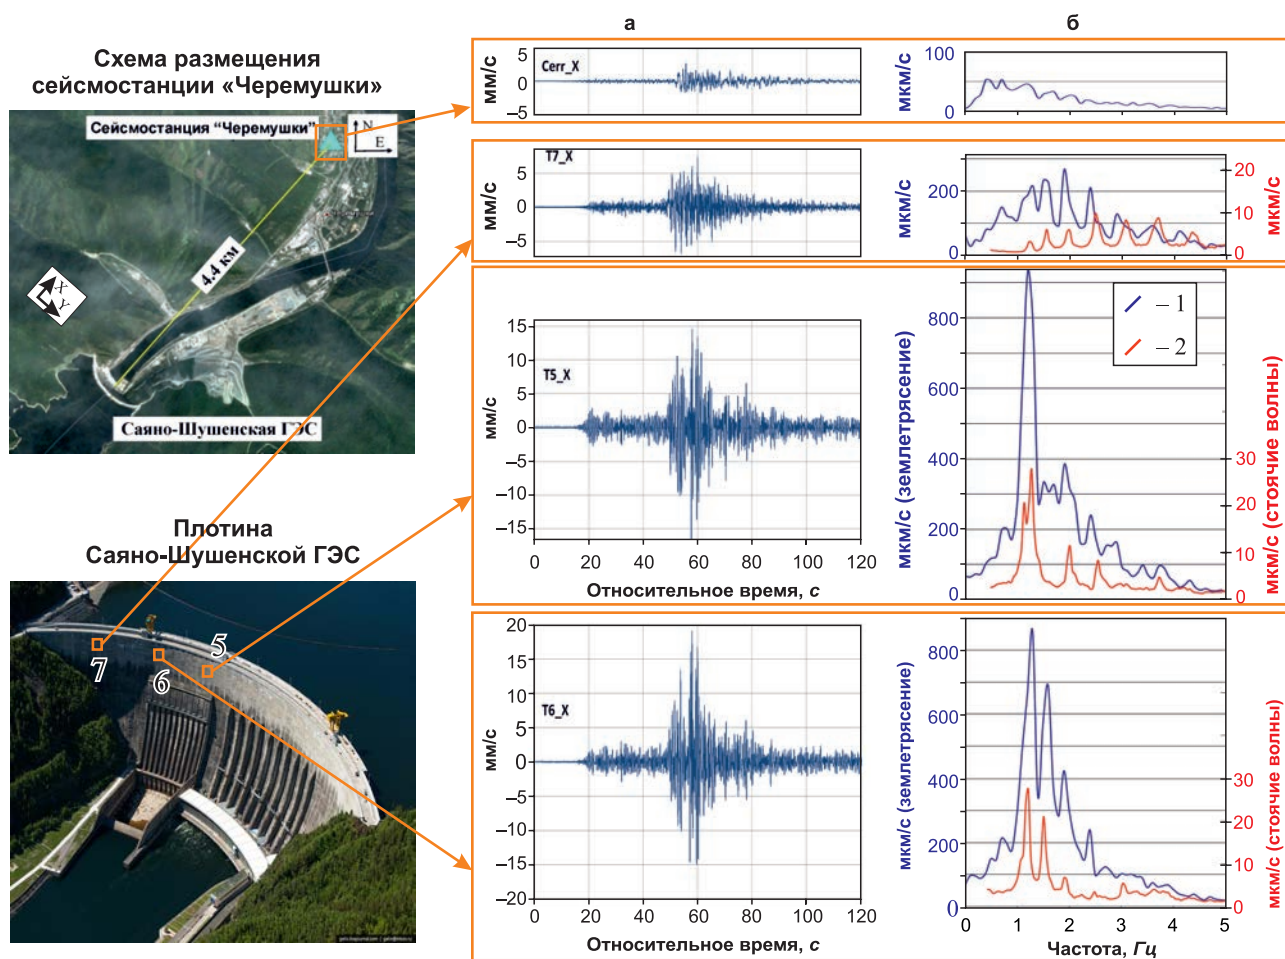 а
б
Схема размещения
сейсмостанции «Черемушки»
Сейсмостанция "Черемушки"
N
E
4.4 км
X
Y
Саяно-Шушенская ГЭС
Плотина
Саяно-Шушенской ГЭС
7
6
5
мм/с
5
0
–5
Cerr_X
мкм/с
100
0
мм/с
5
0
–5
T7_X
мкм/с
200
0
20
10
0
мкм/с
мм/с
15
10
5
0
–5
–10
–15
T5_X
0 20 40 60 80 100 120
Относительное время, с
мкм/с (землетрясение)
800
600
400
200
0
– 1
– 2
30
20
10
0
мкм/с (стоячие волны)
мм/с
20
15
10
5
0
–5
–10
–15
–20
T6_X
0 20 40 60 80 100 120
Относительное время, с
мкм/с (землетрясение)
800
600
400
200
0
30
20
10
0
мкм/с (стоячие волны)
0 1 2 3 4 5
Частота, Гц